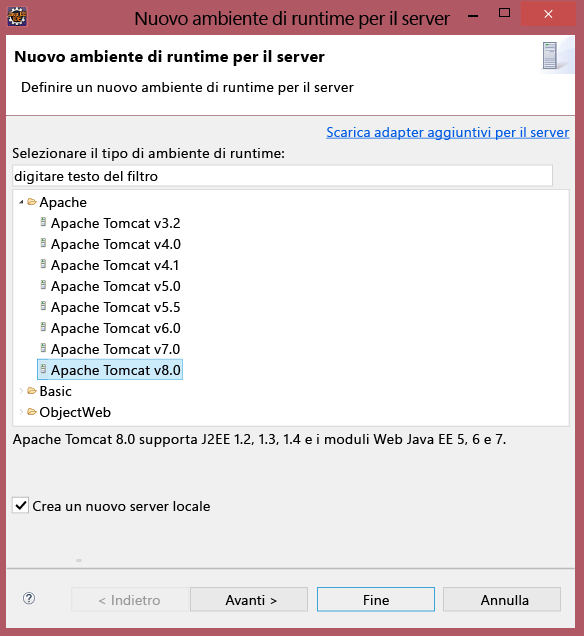 Nuovo ambiente di runtime per il server
Nuovo ambiente di runtime per il server
Definire un nuovo ambiente di runtime per il server
Scarica adapter aggiuntivi per il server
Selezionare il tipo di ambiente di runtime:
digitare testo del filtro
Apache
Apache Tomcat v3.2
Apache Tomcat v4.0
Apache Tomcat v4.1
Apache Tomcat v5.0
Apache Tomcat v5.5
Apache Tomcat v6.0
Apache Tomcat v7.0
Apache Tomcat v8.0
Basic
ObjectWeb
Apache Tomcat 8.0 supporta J2EE 1.2, 1.3, 1.4 e i moduli Web Java EE 5, 6 e 7.
Crea un nuovo server locale
? < Indietro Avanti > Fine Annulla